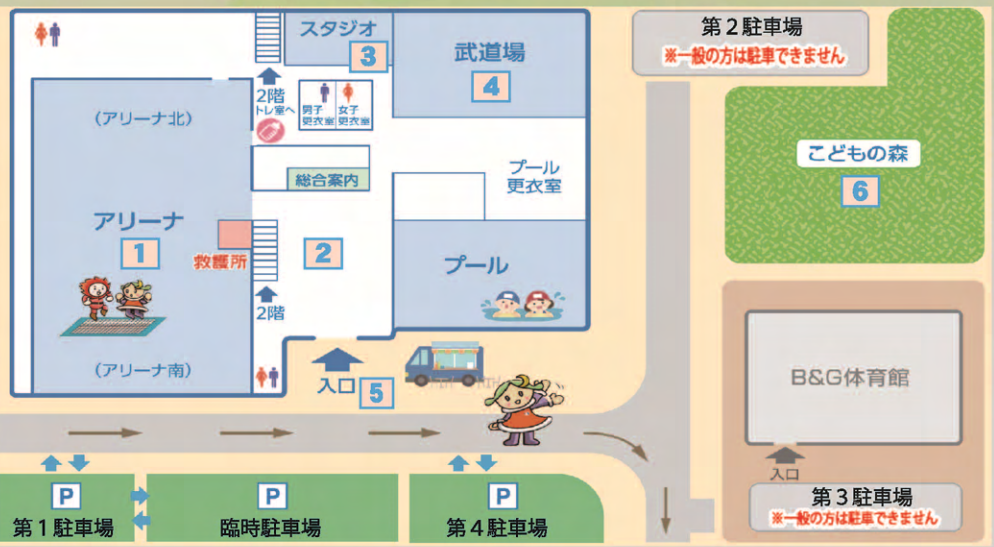 スタジオ
3
武道場
4
第2駐車場
※一般の方は駐車できません
2階
トレ室へ
男子
更衣室
女子
更衣室
(アリーナ北)
総合案内
プール
更衣室
こどもの森
6
アリーナ
1
救護所
2
プール
2階
(アリーナ南)
入口
5
B&G体育館
入口
P
第1駐車場
P
臨時駐車場
P
第4駐車場
第3駐車場
※一般の方は駐車できません